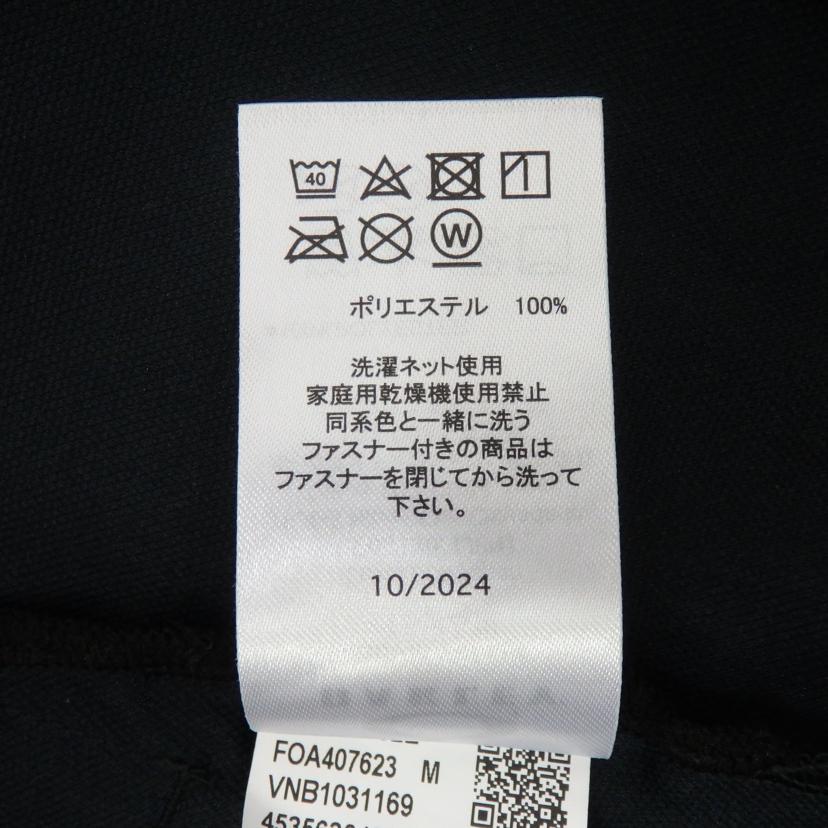 40
W
ポリエステル 100%
洗濯ネット使用
家庭用乾燥機使用禁止
同系色と一緒に洗う
ファスナー付きの商品は
ファスナーを閉じてから洗って
下さい。
10/2024
FOA407623 M
VNB1031169